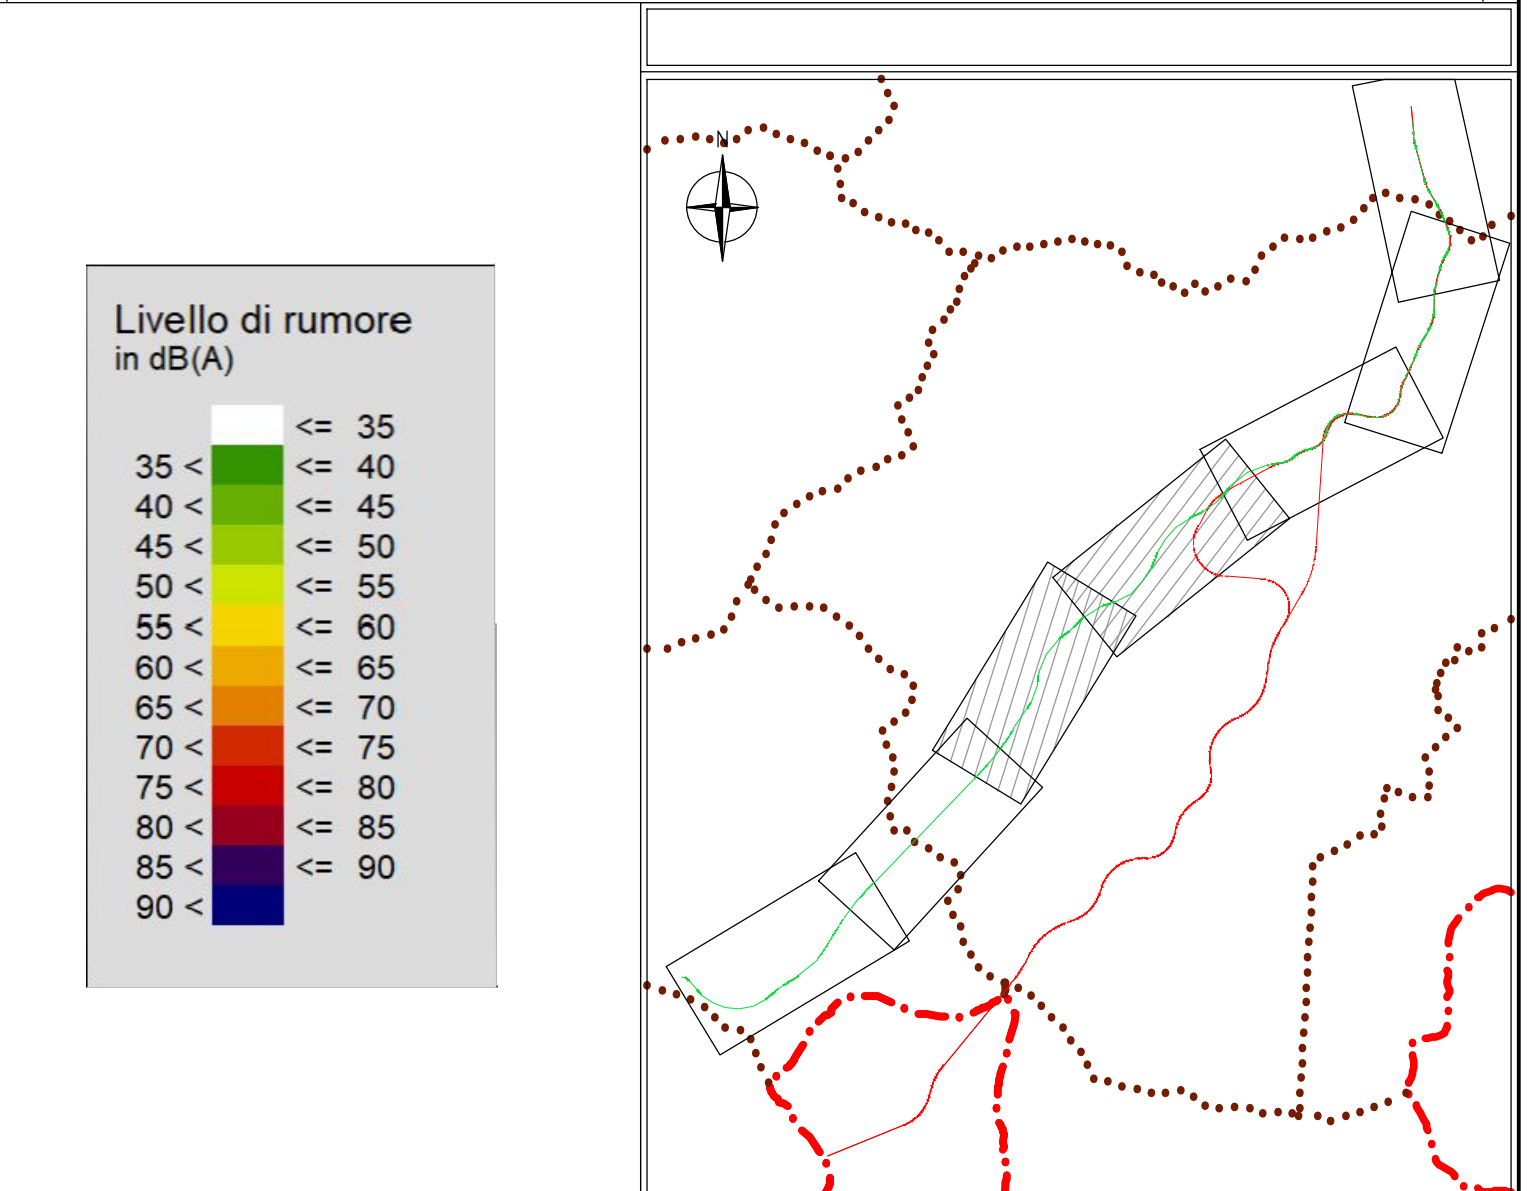 Livello di rumore
in dB(A)
<= 35
35 < <= 40
40 < <= 45
45 < <= 50
50 < <= 55
55 < <= 60
60 < <= 65
65 < <= 70
70 < <= 75
75 < <= 80
80 < <= 85
85 < <= 90
90 <
N